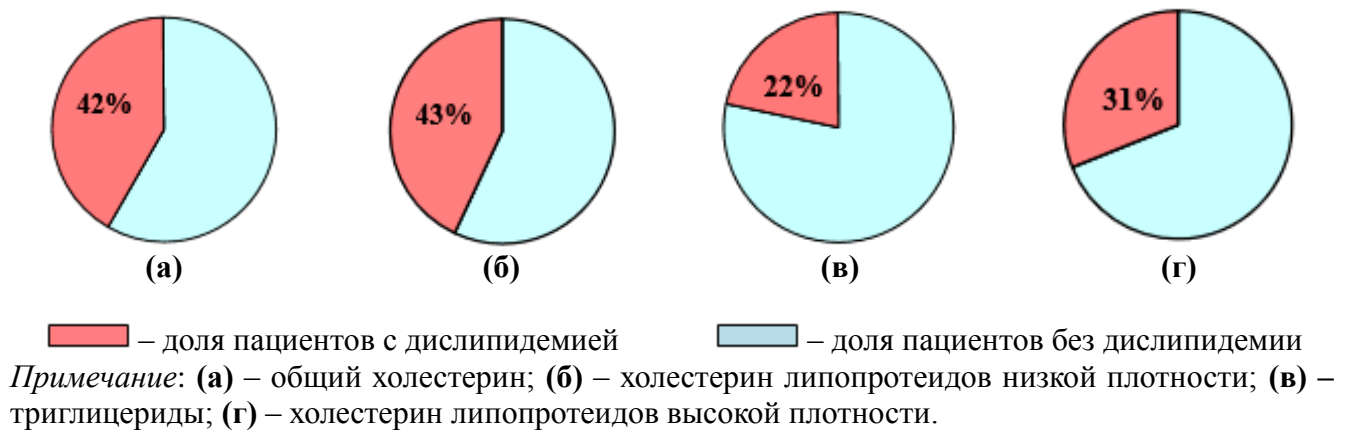 42%
43%
22%
31%
(а)
(б)
(в)
(г)
– доля пациентов с дислипидемией
– доля пациентов без дислипидемии
Примечание: (а) – общий холестерин; (б) – холестерин липопротеидов низкой плотности; (в) –
триглицериды; (г) – холестерин липопротеидов высокой плотности.